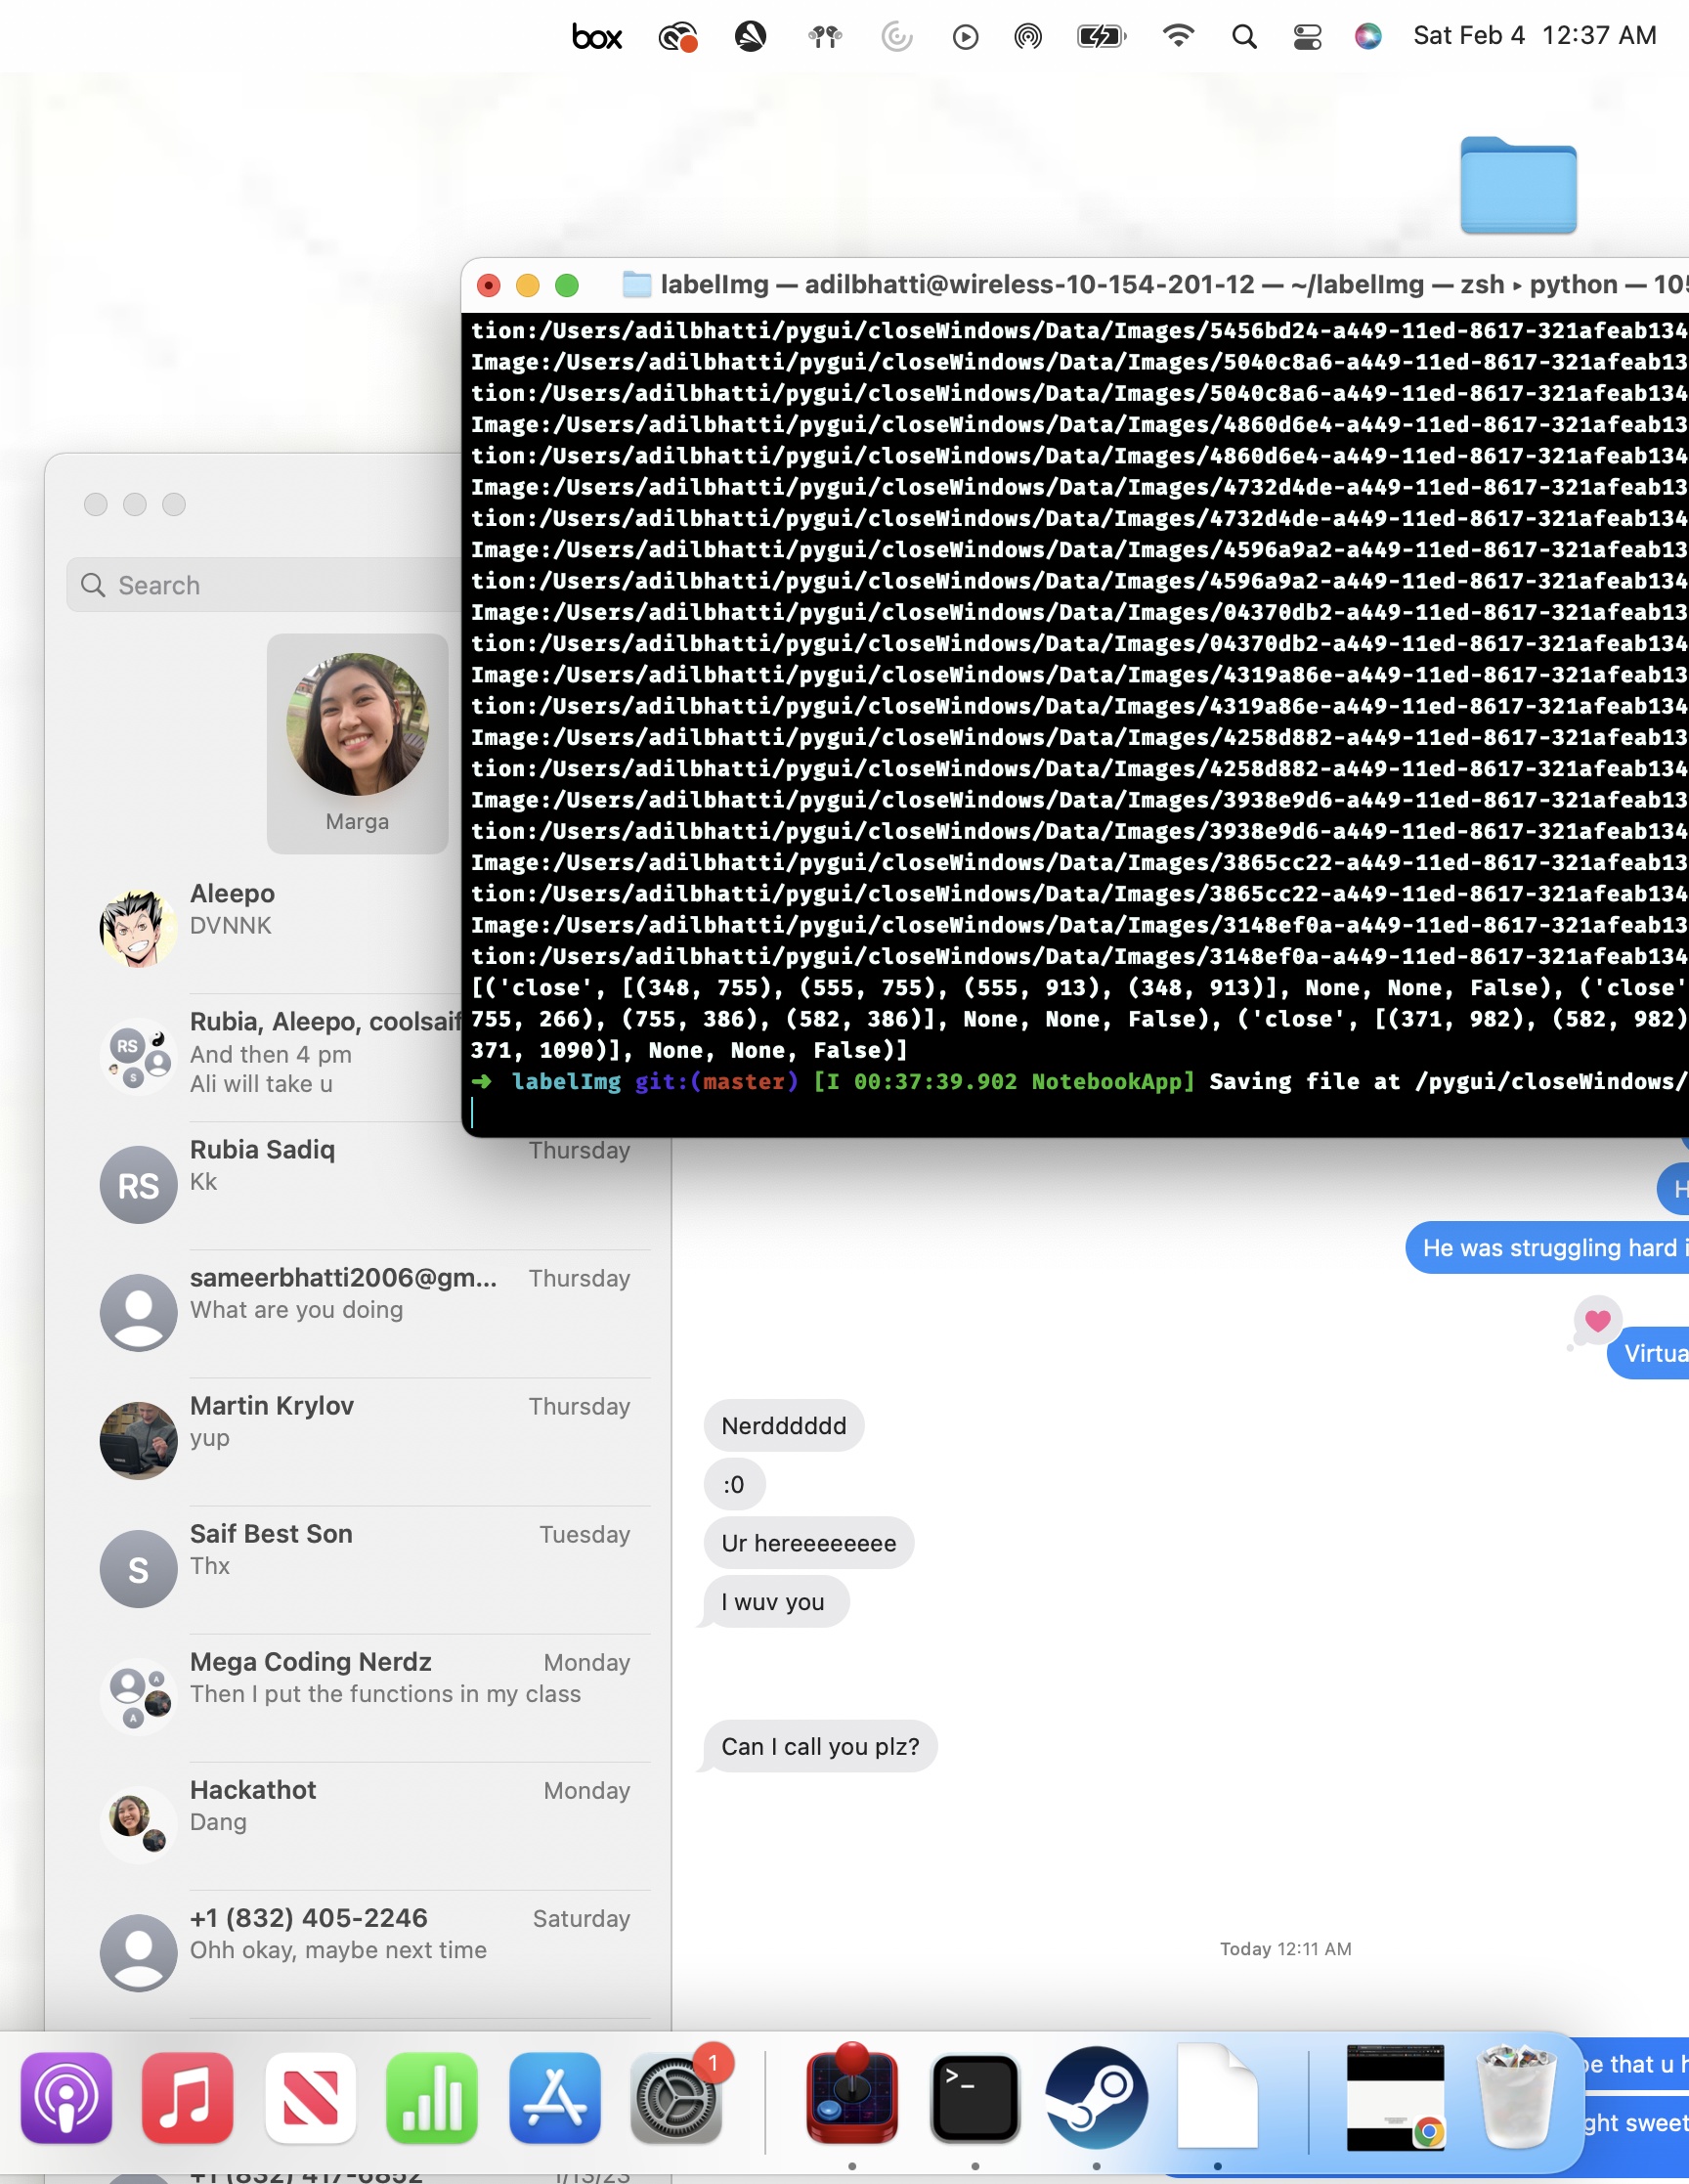 box Sat Feb 4 12:37 AM
labelImg — adilbhatti@wireless-10-154-201-12 — ~/labelImg — zsh ▸ python — 105
tion:/Users/adilbhatti/pygui/closeWindows/Data/Images/5456bd24-a449-11ed-8617-321afeab134
Image:/Users/adilbhatti/pygui/closeWindows/Data/Images/5040c8a6-a449-11ed-8617-321afeab13
tion:/Users/adilbhatti/pygui/closeWindows/Data/Images/5040c8a6-a449-11ed-8617-321afeab134
Image:/Users/adilbhatti/pygui/closeWindows/Data/Images/4860d6e4-a449-11ed-8617-321afeab13
tion:/Users/adilbhatti/pygui/closeWindows/Data/Images/4860d6e4-a449-11ed-8617-321afeab134
Image:/Users/adilbhatti/pygui/closeWindows/Data/Images/4732d4de-a449-11ed-8617-321afeab13
tion:/Users/adilbhatti/pygui/closeWindows/Data/Images/4732d4de-a449-11ed-8617-321afeab134
Image:/Users/adilbhatti/pygui/closeWindows/Data/Images/4596a9a2-a449-11ed-8617-321afeab13
tion:/Users/adilbhatti/pygui/closeWindows/Data/Images/4596a9a2-a449-11ed-8617-321afeab134
Image:/Users/adilbhatti/pygui/closeWindows/Data/Images/04370db2-a449-11ed-8617-321afeab13
tion:/Users/adilbhatti/pygui/closeWindows/Data/Images/04370db2-a449-11ed-8617-321afeab134
Image:/Users/adilbhatti/pygui/closeWindows/Data/Images/4319a86e-a449-11ed-8617-321afeab13
tion:/Users/adilbhatti/pygui/closeWindows/Data/Images/4319a86e-a449-11ed-8617-321afeab134
Image:/Users/adilbhatti/pygui/closeWindows/Data/Images/4258d882-a449-11ed-8617-321afeab13
tion:/Users/adilbhatti/pygui/closeWindows/Data/Images/4258d882-a449-11ed-8617-321afeab134
Image:/Users/adilbhatti/pygui/closeWindows/Data/Images/3938e9d6-a449-11ed-8617-321afeab13
tion:/Users/adilbhatti/pygui/closeWindows/Data/Images/3938e9d6-a449-11ed-8617-321afeab134
Image:/Users/adilbhatti/pygui/closeWindows/Data/Images/3865cc22-a449-11ed-8617-321afeab13
tion:/Users/adilbhatti/pygui/closeWindows/Data/Images/3865cc22-a449-11ed-8617-321afeab134
Image:/Users/adilbhatti/pygui/closeWindows/Data/Images/3148ef0a-a449-11ed-8617-321afeab13
tion:/Users/adilbhatti/pygui/closeWindows/Data/Images/3148ef0a-a449-11ed-8617-321afeab134
[('close', [(348, 755), (555, 755), (555, 913), (348, 913)], None, None, False), ('close'
755, 266), (755, 386), (582, 386)], None, None, False), ('close', [(371, 982), (582, 982)
371, 1090)], None, None, False)]
➜ labelImg git:(master) [I 00:37:39.902 NotebookApp] Saving file at /pygui/closeWindows/
Search
Marga
Aleepo
DVNNK
Rubia, Aleepo, coolsaif
And then 4 pm
Ali will take u
RS
S
Rubia Sadiq Thursday
Kk
RS
sameerbhatti2006@gm... Thursday
What are you doing
Martin Krylov Thursday
yup
Saif Best Son Tuesday
Thx
S
Mega Coding Nerdz Monday
Then I put the functions in my class
A
A
Hackathot Monday
Dang
+1 (832) 405-2246 Saturday
Ohh okay, maybe next time
+1 (832) 417-6852 1/13/23
H
He was struggling hard i
Virtua
Nerdddddd
:0
Ur hereeeeeeee
I wuv you
Can I call you plz?
Today 12:11 AM
be that u h
ght sweet
1
>_